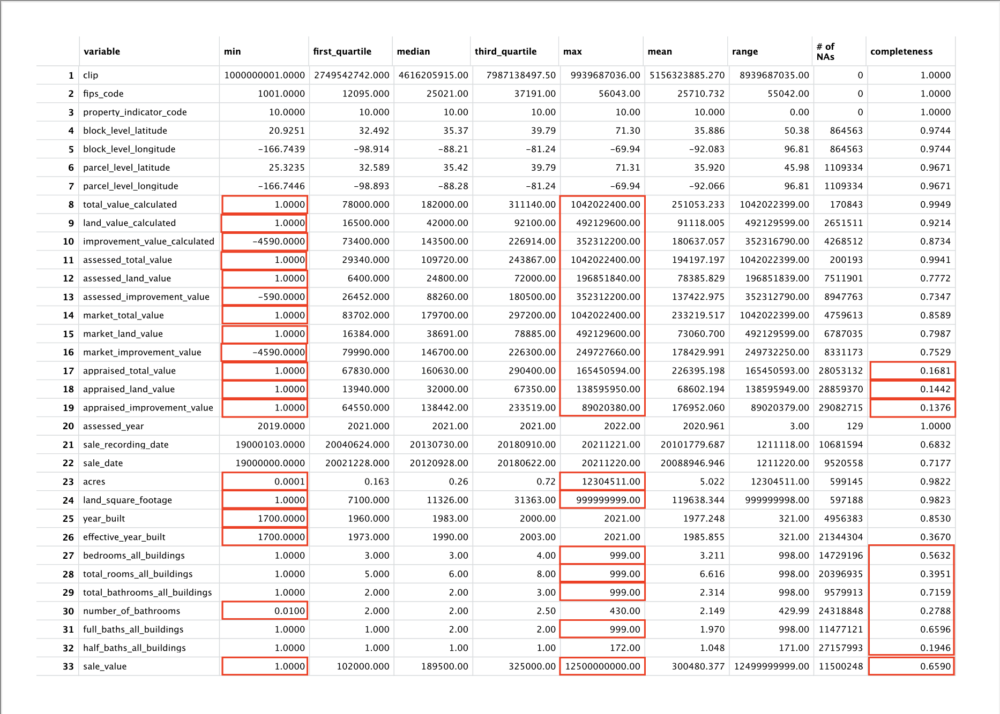 variable min first_quartile median third_quartile max mean range # of NAs completeness
1 clip 1000000001.0000 2749542742.000 4616205915.00 7987138497.50 9939687036.00 5156323885.270 8939687035.00 0 1.0000
2 fips_code 1001.0000 12095.000 25021.00 37191.00 56043.00 25710.732 55042.00 0 1.0000
3 property_indicator_code 10.0000 10.000 10.00 10.00 10.00 10.000 0.00 0 1.0000
4 block_level_latitude 20.9251 32.492 35.37 39.79 71.30 35.886 50.38 864563 0.9744
5 block_level_longitude -166.7439 -98.914 -88.21 -81.24 -69.94 -92.083 96.81 864563 0.9744
6 parcel_level_latitude 25.3235 32.589 35.42 39.79 71.31 35.920 45.98 1109334 0.9671
7 parcel_level_longitude -166.7446 -98.893 -88.28 -81.24 -69.94 -92.066 96.81 1109334 0.9671
8 total_value_calculated 1.0000 78000.000 182000.00 311140.00 1042022400.00 251053.233 1042022399.00 170843 0.9949
9 land_value_calculated 1.0000 16500.000 42000.00 92100.00 492129600.00 91118.005 492129599.00 2651511 0.9214
10 improvement_value_calculated -4590.0000 73400.000 143500.00 226914.00 352312200.00 180637.057 352316790.00 4268512 0.8734
11 assessed_total_value 1.0000 29340.000 109720.00 243867.00 1042022400.00 194197.197 1042022399.00 200193 0.9941
12 assessed_land_value 1.0000 6400.000 24800.00 72000.00 196851840.00 78385.829 196851839.00 7511901 0.7772
13 assessed_improvement_value -590.0000 26452.000 88260.00 180500.00 352312200.00 137422.975 352312790.00 8947763 0.7347
14 market_total_value 1.0000 83702.000 179700.00 297200.00 1042022400.00 233219.517 1042022399.00 4759613 0.8589
15 market_land_value 1.0000 16384.000 38691.00 78885.00 492129600.00 73060.700 492129599.00 6787035 0.7987
16 market_improvement_value -4590.0000 79990.000 146700.00 226300.00 249727660.00 178429.991 249732250.00 8331173 0.7529
17 appraised_total_value 1.0000 67830.000 160630.00 290400.00 165450594.00 226395.198 165450593.00 28053132 0.1681
18 appraised_land_value 1.0000 13940.000 32000.00 67350.00 138595950.00 68602.194 138595949.00 28859370 0.1442
19 appraised_improvement_value 1.0000 64550.000 138442.00 233519.00 89020380.00 176952.060 89020379.00 29082715 0.1376
20 assessed_year 2019.0000 2021.000 2021.00 2021.00 2022.00 2020.961 3.00 129 1.0000
21 sale_recording_date 19000103.0000 20040624.000 20130730.00 20180910.00 20211221.00 20101779.687 1211118.00 10681594 0.6832
22 sale_date 19000000.0000 20021228.000 20120928.00 20180622.00 20211220.00 20088946.946 1211220.00 9520558 0.7177
23 acres 0.0001 0.163 0.26 0.72 12304511.00 5.022 12304511.00 599145 0.9822
24 land_square_footage 1.0000 7100.000 11326.00 31363.00 999999999.00 119638.344 999999998.00 597188 0.9823
25 year_built 1700.0000 1960.000 1983.00 2000.00 2021.00 1977.248 321.00 4956383 0.8530
26 effective_year_built 1700.0000 1973.000 1990.00 2003.00 2021.00 1985.855 321.00 21344304 0.3670
27 bedrooms_all_buildings 1.0000 3.000 3.00 4.00 999.00 3.211 998.00 14729196 0.5632
28 total_rooms_all_buildings 1.0000 5.000 6.00 8.00 999.00 6.616 998.00 20396935 0.3951
29 total_bathrooms_all_buildings 1.0000 2.000 2.00 3.00 999.00 2.314 998.00 9579913 0.7159
30 number_of_bathrooms 0.0100 2.000 2.00 2.50 430.00 2.149 429.99 24318848 0.2788
31 full_baths_all_buildings 1.0000 1.000 2.00 2.00 999.00 1.970 998.00 11477121 0.6596
32 half_baths_all_buildings 1.0000 1.000 1.00 1.00 172.00 1.048 171.00 27157993 0.1946
33 sale_value 1.0000 102000.000 189500.00 325000.00 12500000000.00 300480.377 12499999999.00 11500248 0.6590